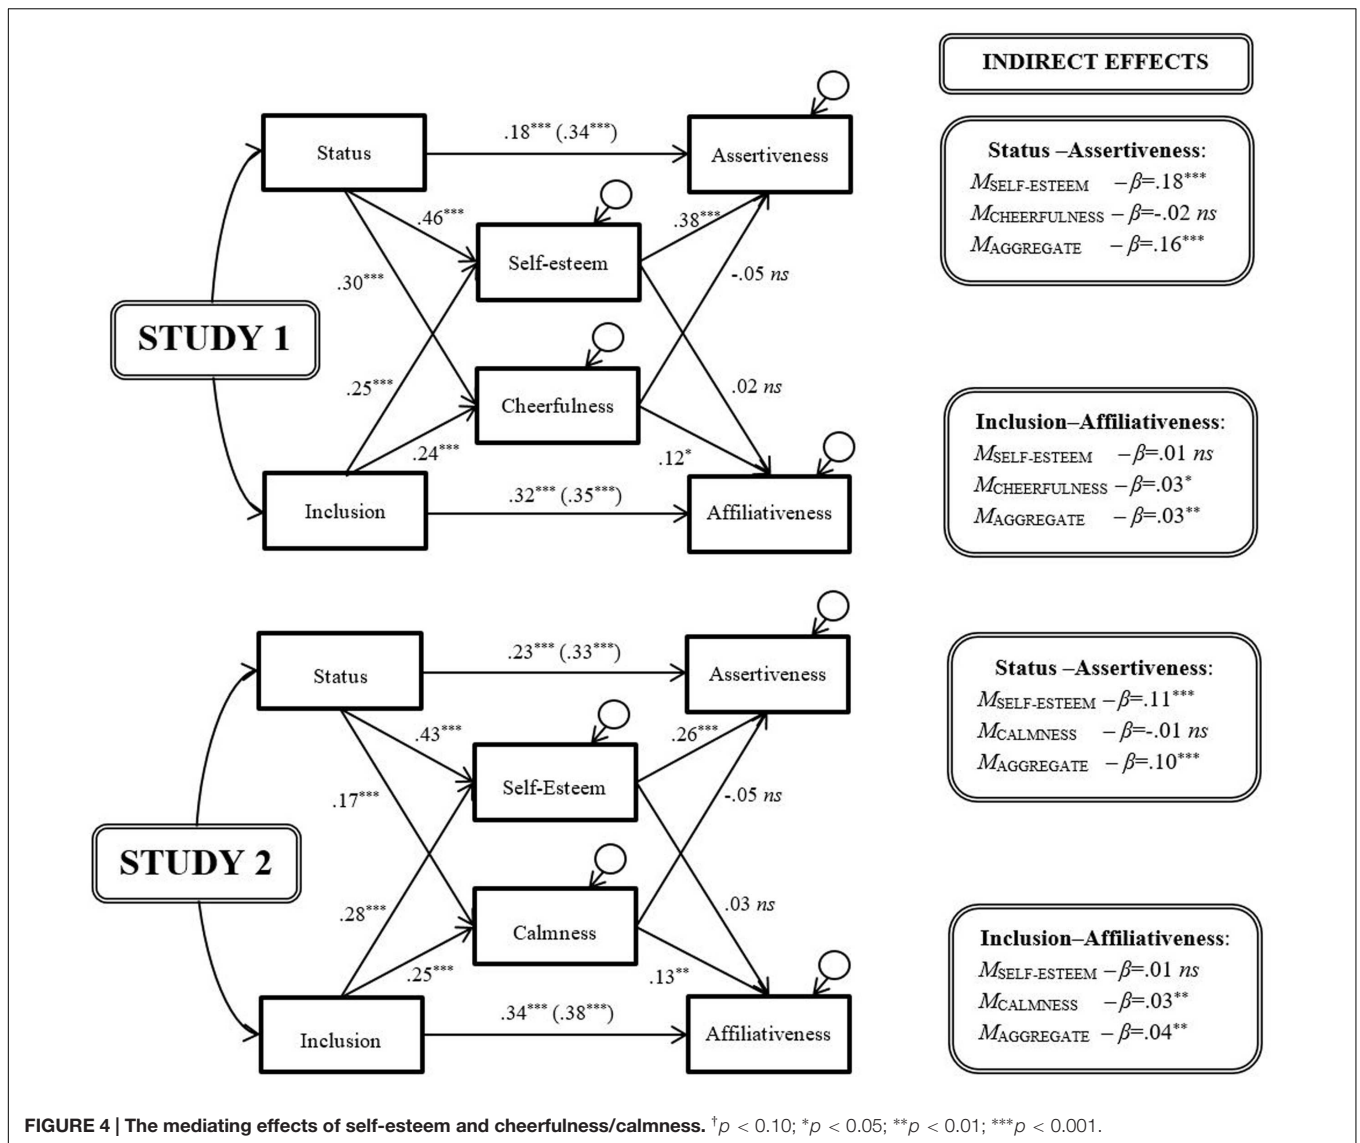 INDIRECT EFFECTS
.18*** (.34***)
Status
Assertiveness
.46***
.38***
Self-esteem
.30***
-.05 ns
STUDY 1
.25***
Cheerfulness
.02 ns
.24***
.12*
.32*** (.35***)
Inclusion
Affiliativeness
Status –Assertiveness:
MSELF-ESTEEM –β=.18***
MCHEERFULNESS –β=-.02 ns
MAGGREGATE –β=.16***
Inclusion–Affiliativeness:
MSELF-ESTEEM –β=.01 ns
MCHEERFULNESS –β=.03*
MAGGREGATE –β=.03**
.23*** (.33***)
Status
Assertiveness
.43***
.26***
Self-Esteem
.17***
-.05 ns
STUDY 2
.28***
Calmness
.03 ns
.25***
.13**
.34*** (.38***)
Inclusion
Affiliativeness
Status –Assertiveness:
MSELF-ESTEEM –β=.11***
MCALMNESS –β=-.01 ns
MAGGREGATE –β=.10***
Inclusion–Affiliativeness:
MSELF-ESTEEM –β=.01 ns
MCALMNESS –β=.03**
MAGGREGATE –β=.04**
FIGURE 4 | The mediating effects of self-esteem and cheerfulness/calmness. †p < 0.10; *p < 0.05; **p < 0.01; ***p < 0.001.